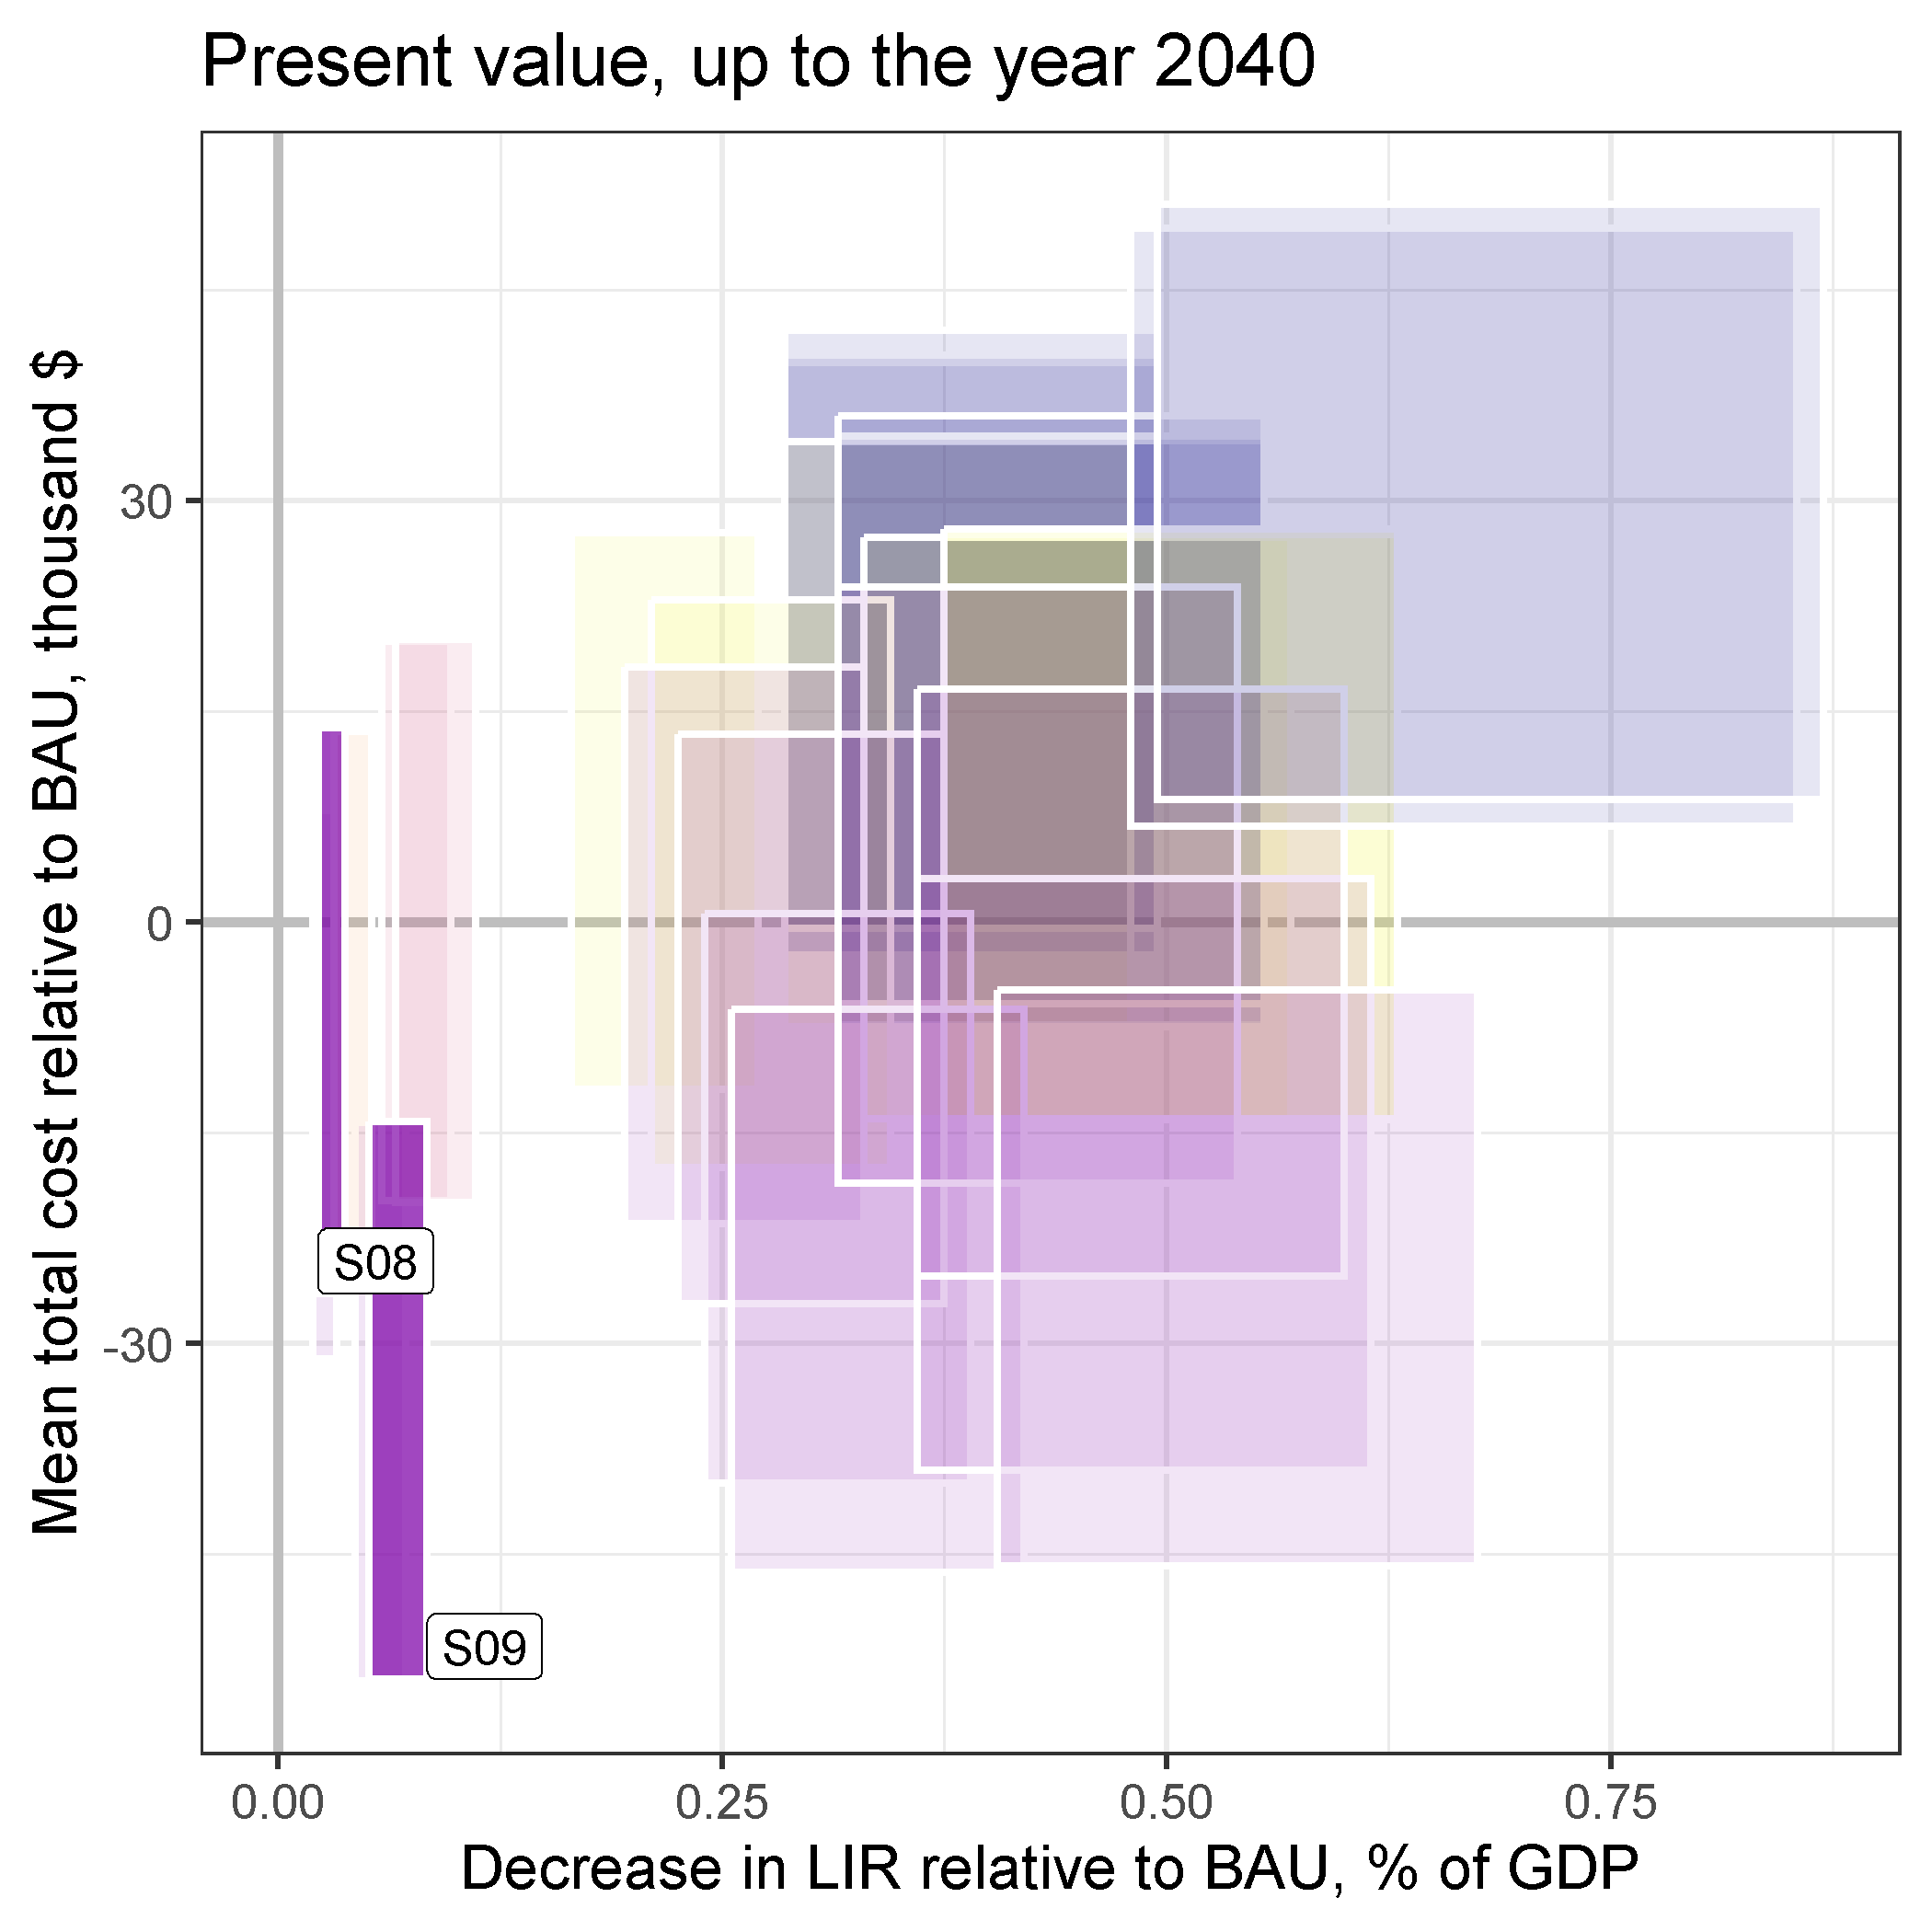 Present value, up to the year 2040
Mean total cost relative to BAU, thousand $
30
0
-30
S08
S09
0.00
0.25
0.50
0.75
Decrease in LIR relative to BAU, % of GDP